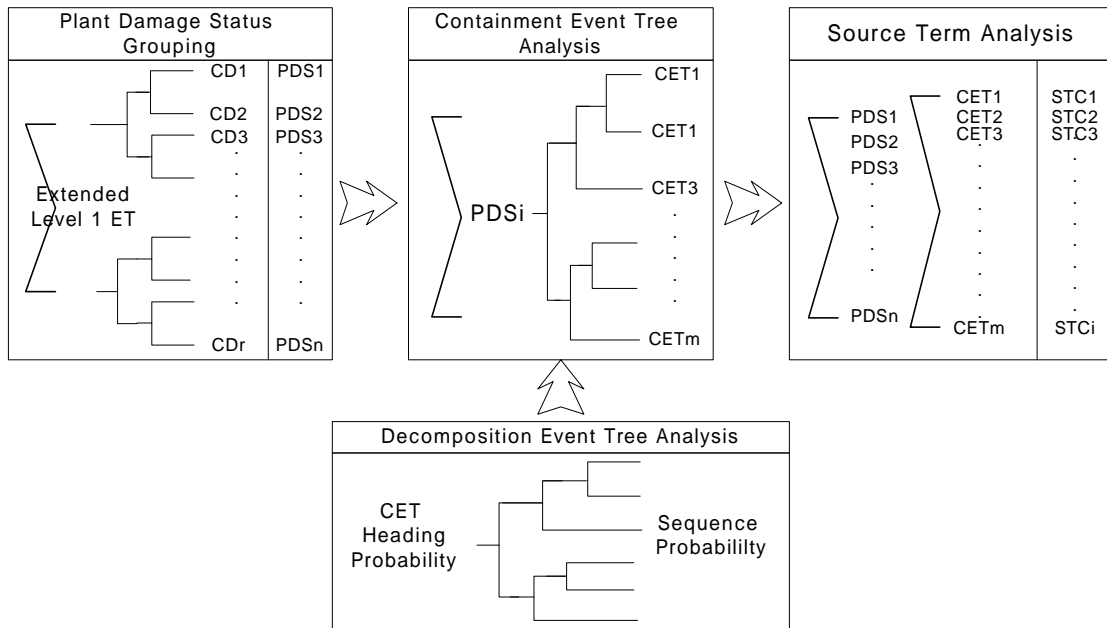 Plant Damage Status
Grouping
CD1 PDS1
CD2 PDS2
CD3 PDS3
Extended
Level 1 ET
CDr PDSn
Containment Event Tree
Analysis
CET1
CET1
CET3
PDSi
CETm
Source Term Analysis
CET1 STC1
PDS1 CET2 STC2
PDS2 CET3 STC3
PDS3
PDSn
CETm STCi
Decomposition Event Tree Analysis
CET
Heading
Probability
Sequence
Probabililty